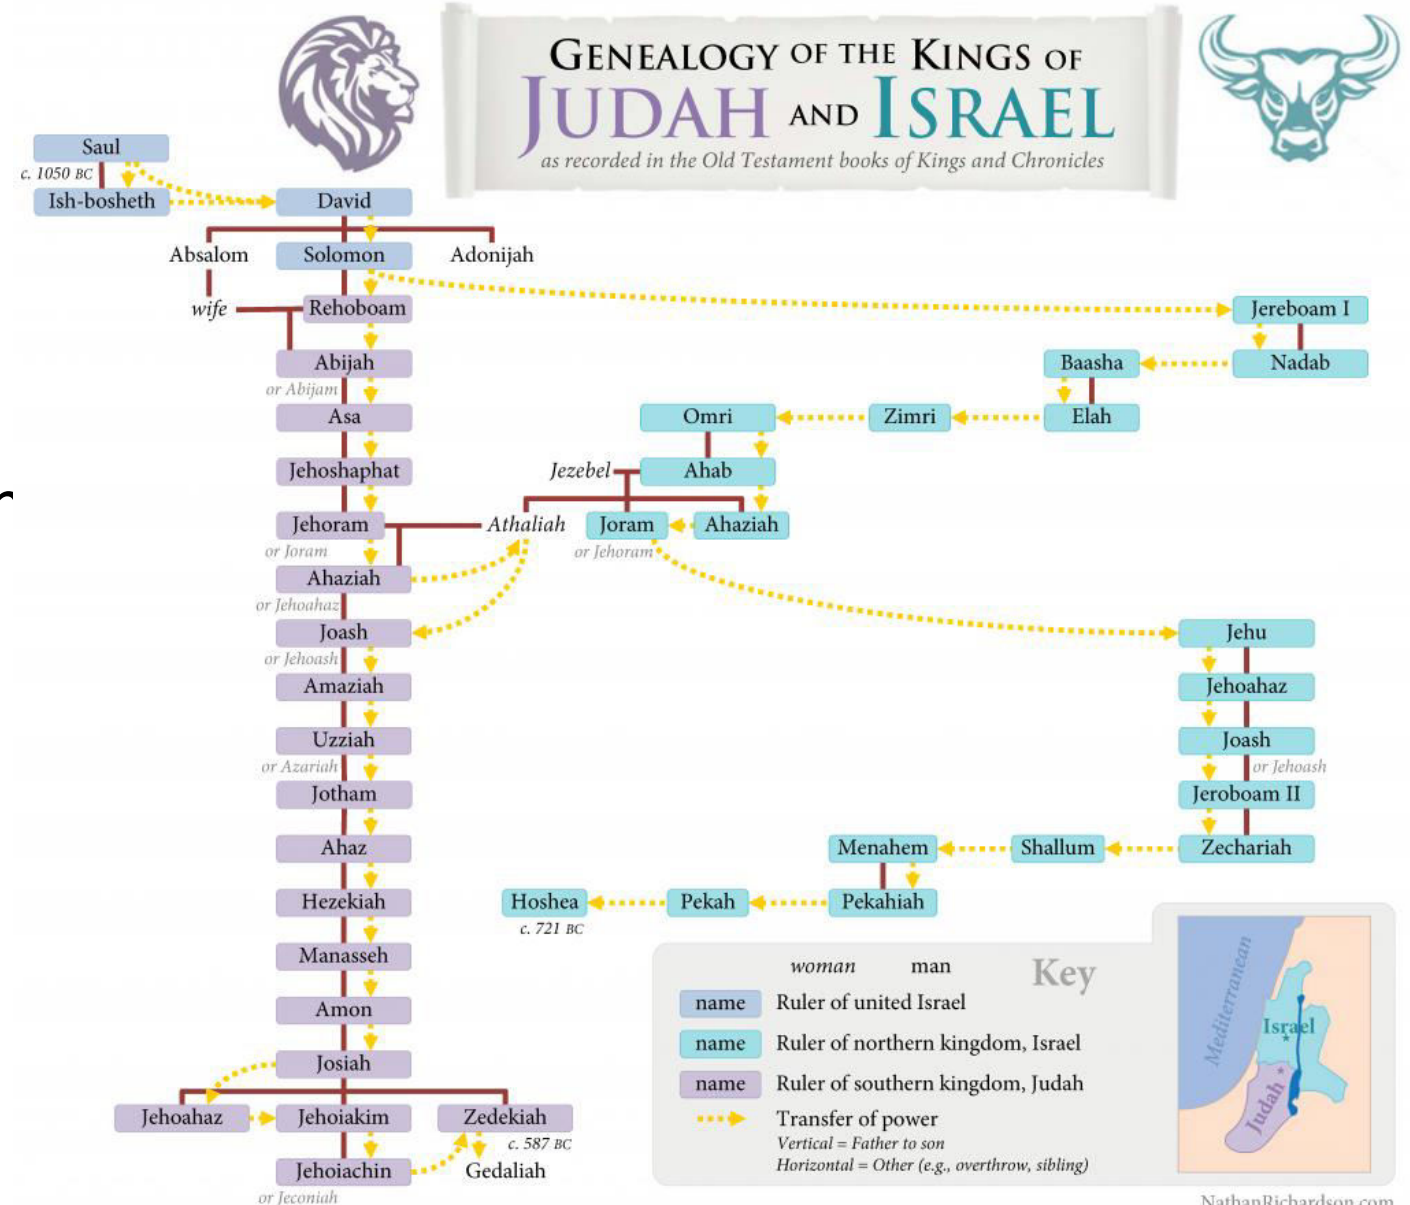 GENEALOGY OF THE KINGS OF
JUDAH AND ISRAEL
as recorded in the Old Testament books of Kings and Chronicles
Saul
c. 1050 BC
Ish-bosheth
David
Absalom
Solomon
Adonijah
wife
Rehoboam
Jereboam I
Abijah
or Abijam
Baasha
Nadab
Asa
Omri
Zimri
Elah
Jehoshaphat
Jezebel
Ahab
Jehoram
or Joram
Athaliah
Joram
or Jehoram
Ahaziah
Ahaziah
or Jehoahaz
Joash
or Jehoash
Jehu
Amaziah
Jehoahaz
Uzziah
or Azariah
Joash
or Jehoash
Jotham
Jeroboam II
Ahaz
Menahem
Shallum
Zechariah
Hezekiah
Hoshea
c. 721 BC
Pekah
Pekahiah
Manasseh
Amon
Josiah
Jehoahaz
Jehoiakim
Zedekiah
c. 587 BC
Jehoiachin
or Jeconiah
Gedaliah
woman man Key
name Ruler of united Israel
name Ruler of northern kingdom, Israel
name Ruler of southern kingdom, Judah
Transfer of power
Vertical = Father to son
Horizontal = Other (e.g., overthrow, sibling)
Mediterranean
Israel
Judah
NathanRichardson.com